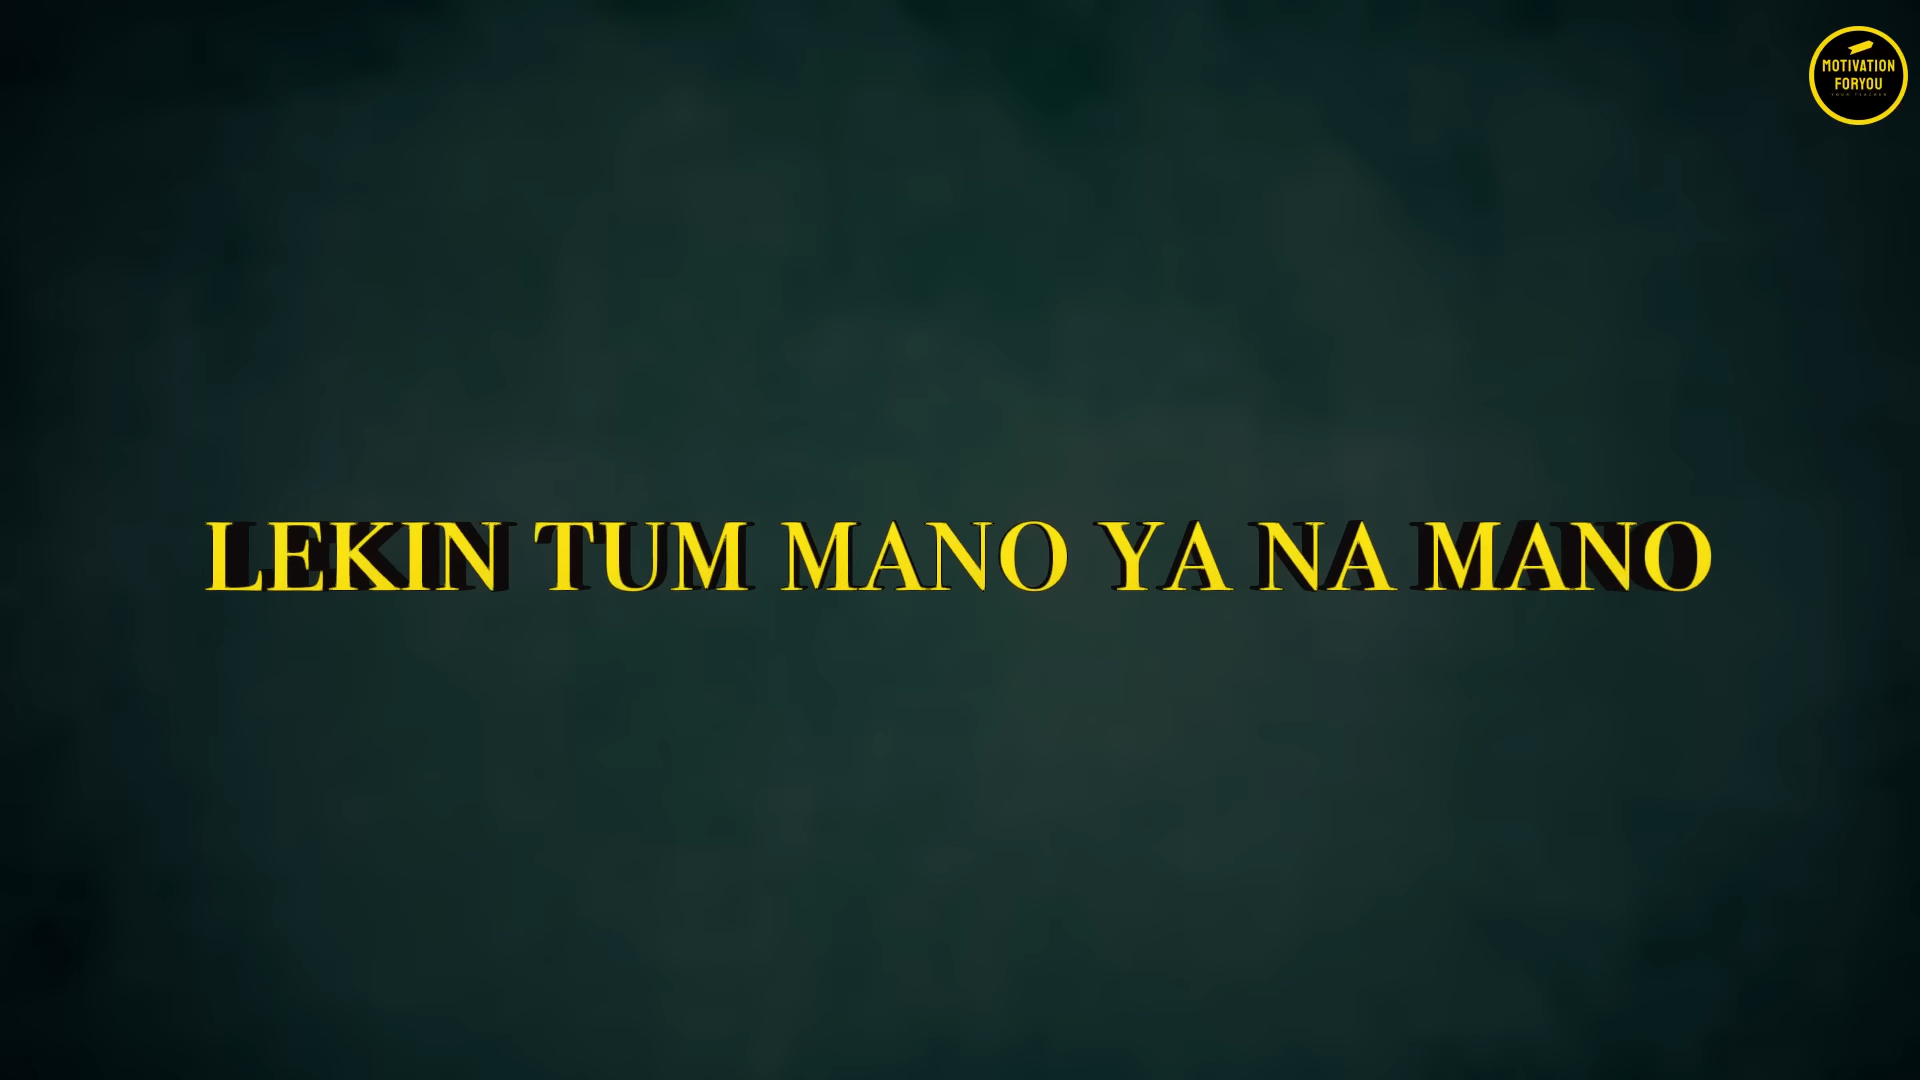 MOTIVATION
FORYOU
LEKIN TUM MANO YA NA MANO